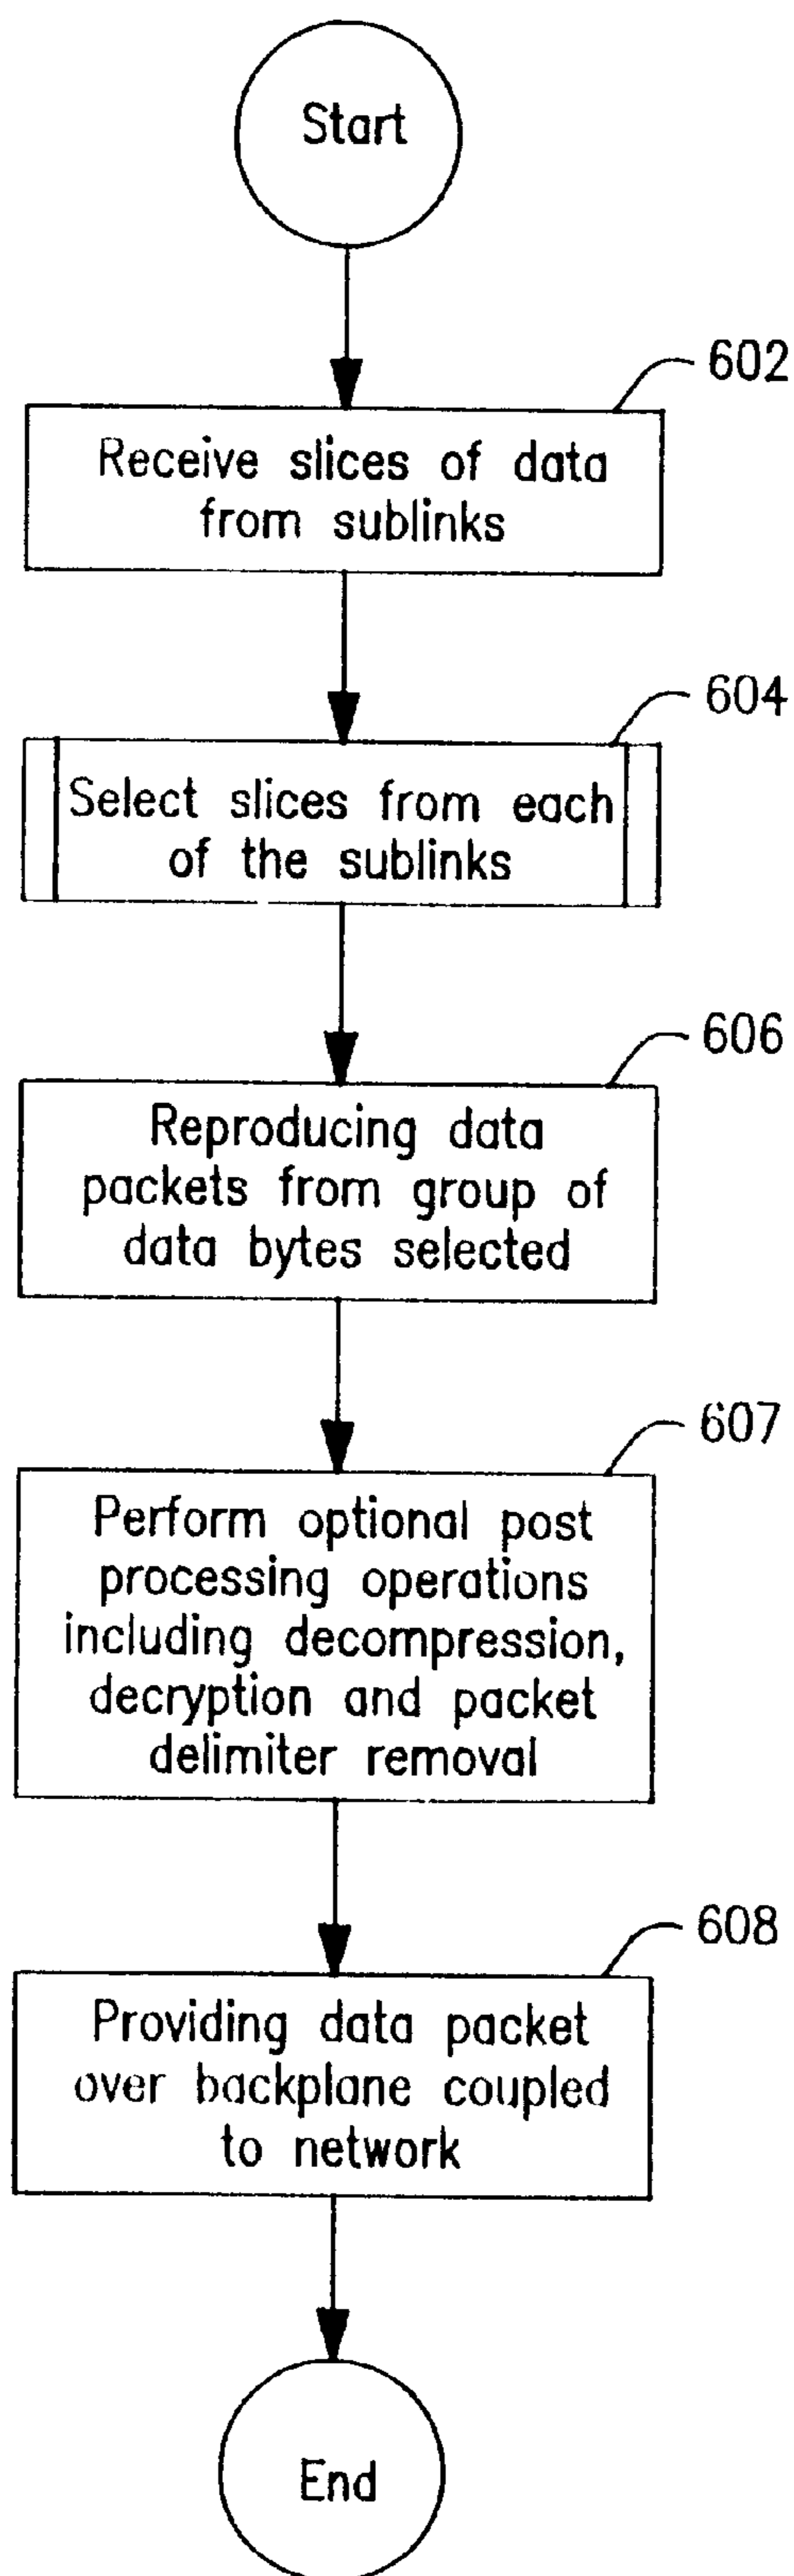 Start
602
Receive slices of data
from sublinks
604
Select slices from each
of the sublinks
606
Reproducing data
packets from group of
data bytes selected
607
Perform optional post
processing operations
including decompression,
decryption and packet
delimiter removal
608
Providing data packet
over backplane coupled
to network
End